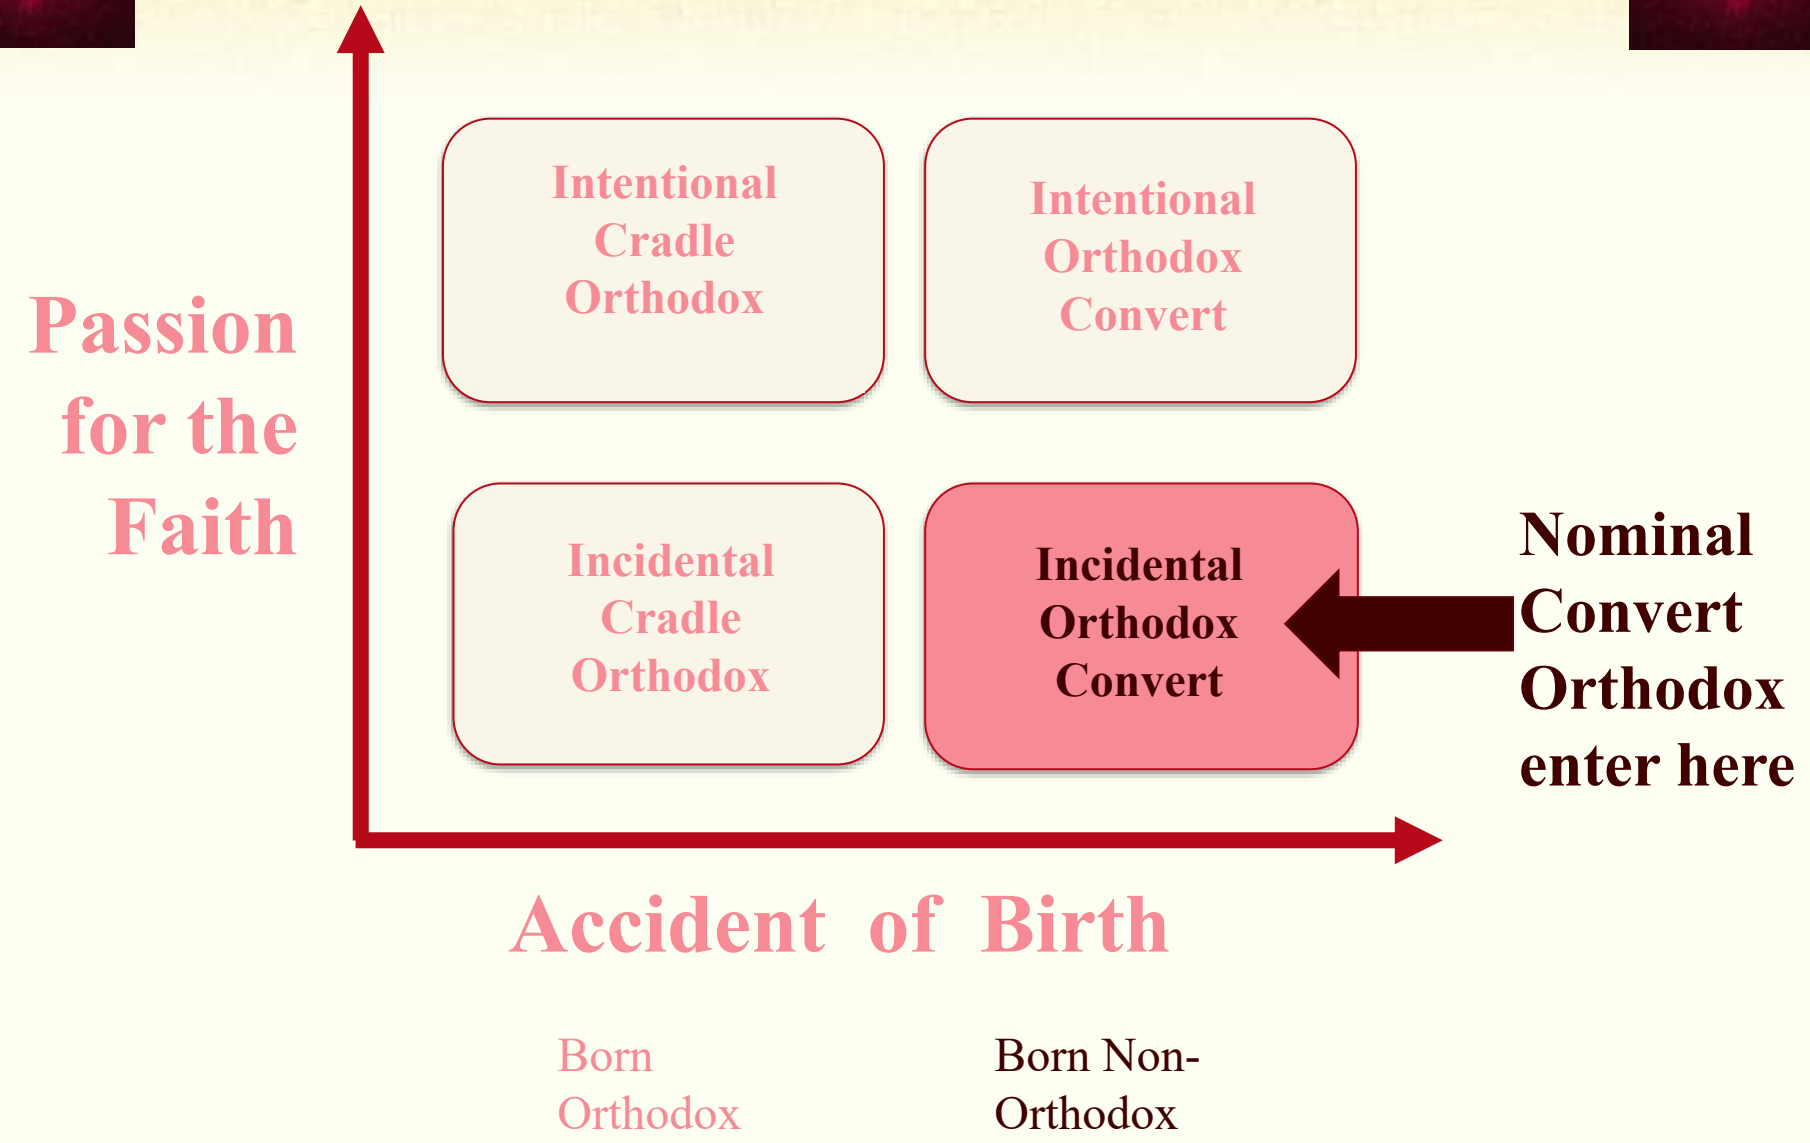 Intentional
Cradle
Orthodox
Intentional
Orthodox
Convert
Passion
for the
Faith
Incidental
Cradle
Orthodox
Incidental
Orthodox
Convert
Nominal
Convert
Orthodox
enter here
Accident of Birth
Born
Orthodox
Born Non-
Orthodox